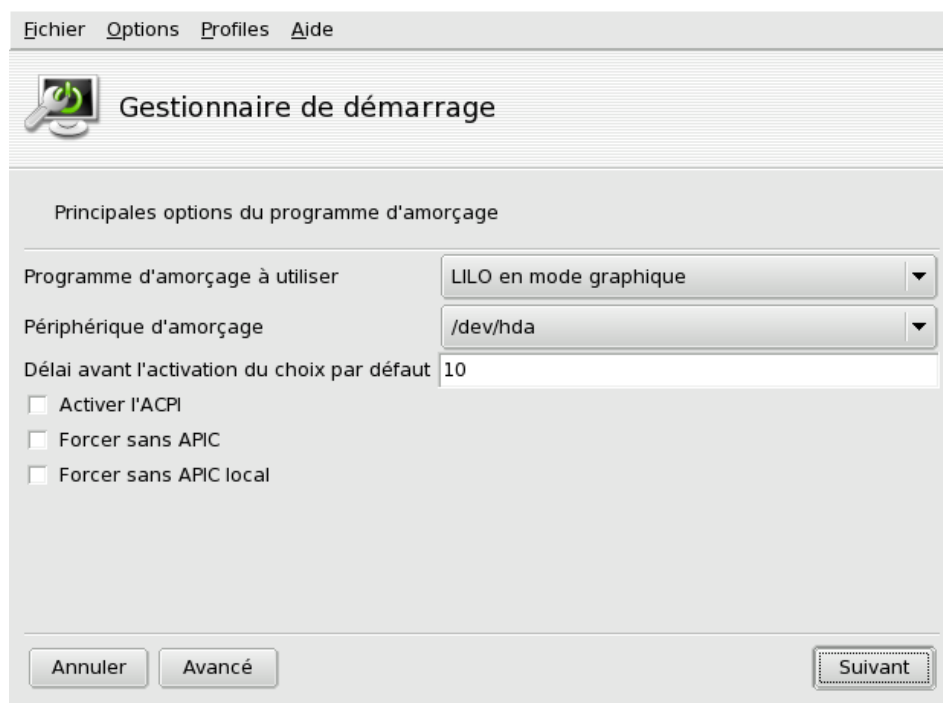 Fichier Options Profiles Aide
Gestionnaire de démarrage
Principales options du programme d'amorçage
Programme d'amorçage à utiliser LILO en mode graphique
Périphérique d'amorçage /dev/hda
Délai avant l'activation du choix par défaut 10
Activer l'ACPI
Forcer sans APIC
Forcer sans APIC local
Annuler Avancé Suivant